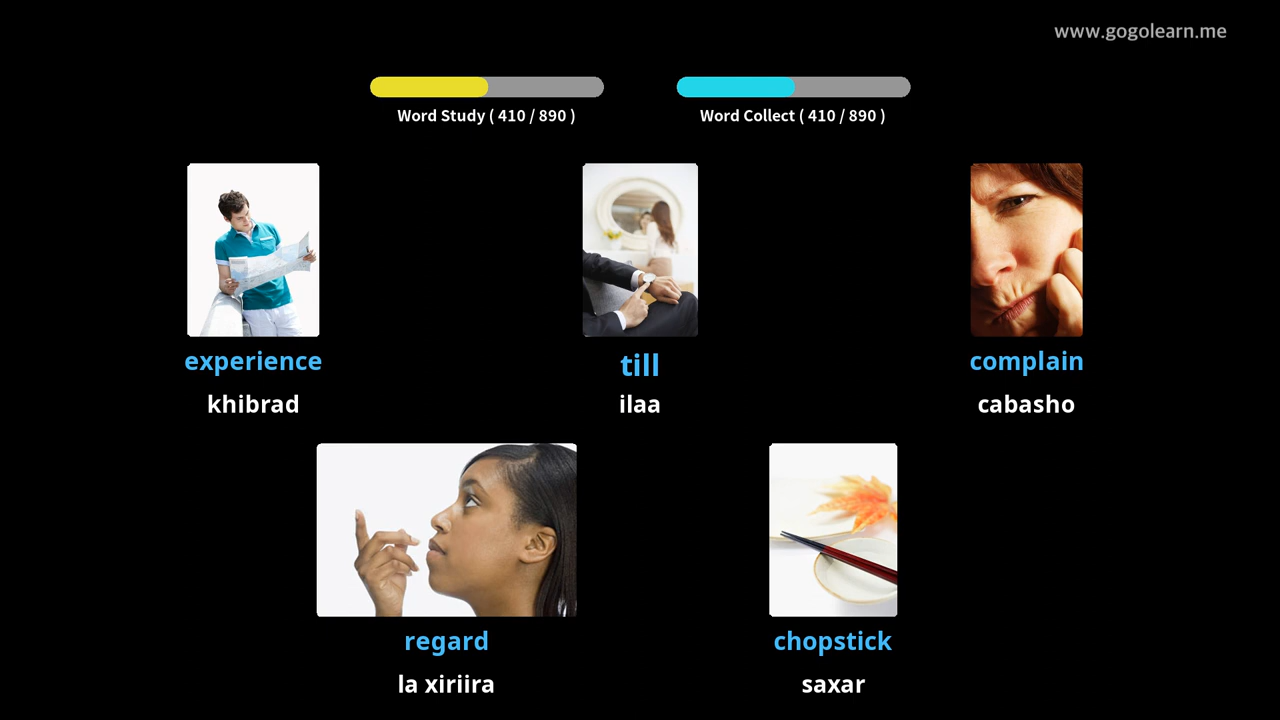 www.gogolearn.me
Word Study ( 410 / 890 )
Word Collect ( 410 / 890 )
experience
khibrad
till
ilaa
complain
cabasho
regard
la xiriira
chopstick
saxar